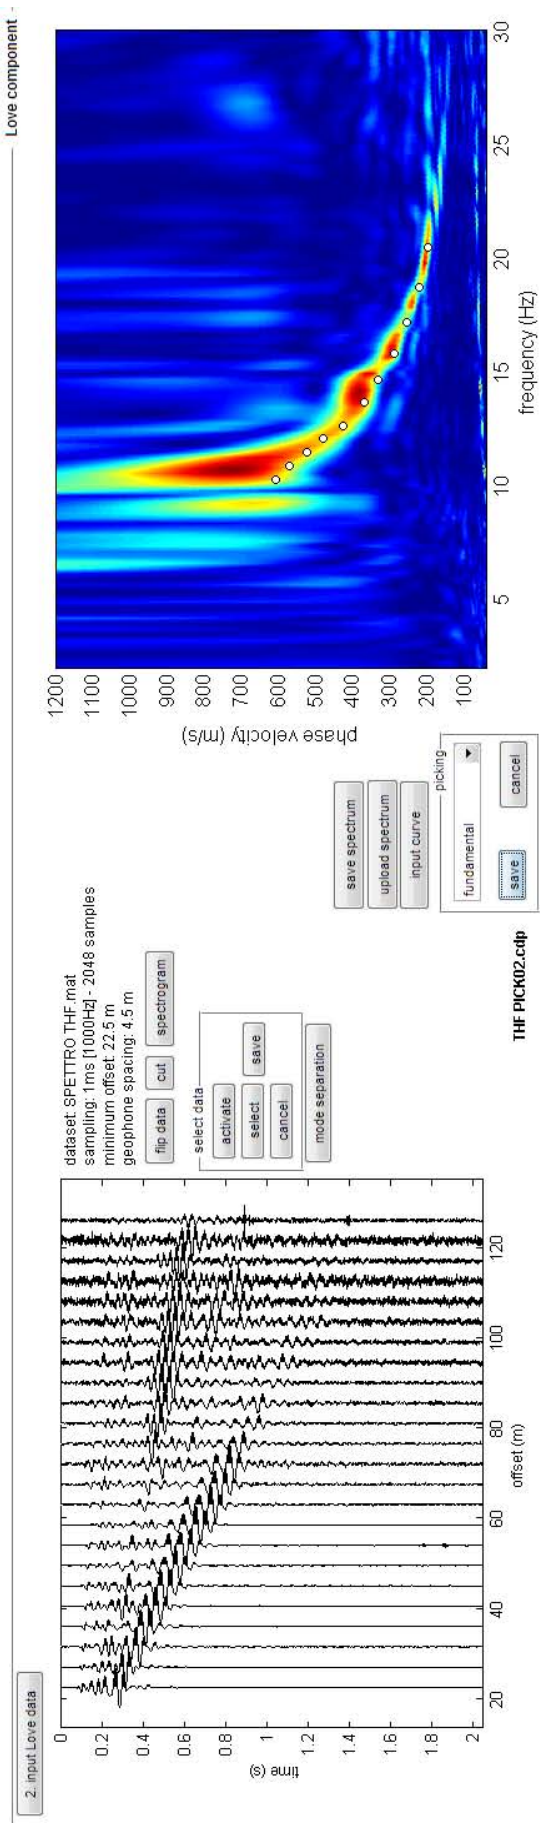 Love component -
2. input Love data
0
0.2
0.4
0.6
0.8
1
1.2
1.4
1.6
1.8
2
time (s)
20
40
60
80
100
120
offset (m)
dataset: SPETTRO THF.mat
sampling: 1ms [1000Hz] - 2048 samples
minimum offset: 22.5 m
geophone spacing: 4.5 m
flip data
cut
spectrogram
select data
activate
select
save
cancel
mode separation
save spectrum
upload spectrum
input curve
picking
fundamental
save
cancel
THF PICK02.cdp
1200
1100
1000
900
800
700
600
500
400
300
200
100
phase velocity (m/s)
5
10
15
20
25
30
frequency (Hz)